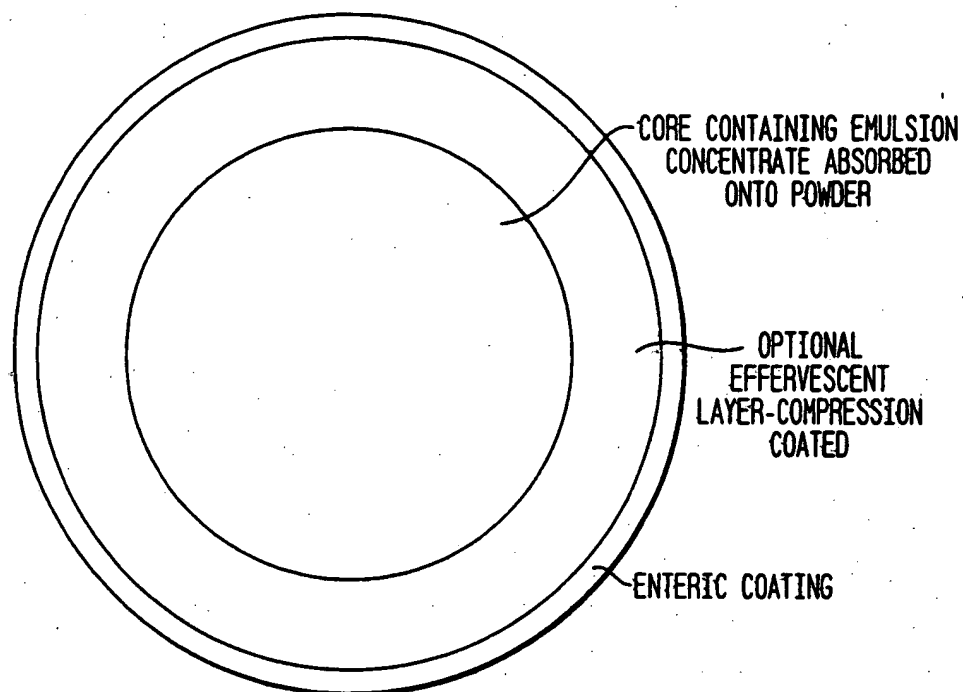 CORE CONTAINING EMULSION
CONCENTRATE ABSORBED
ONTO POWDER
OPTIONAL
EFFERVESCENT
LAYER-COMPRESSION
COATED
ENTERIC COATING